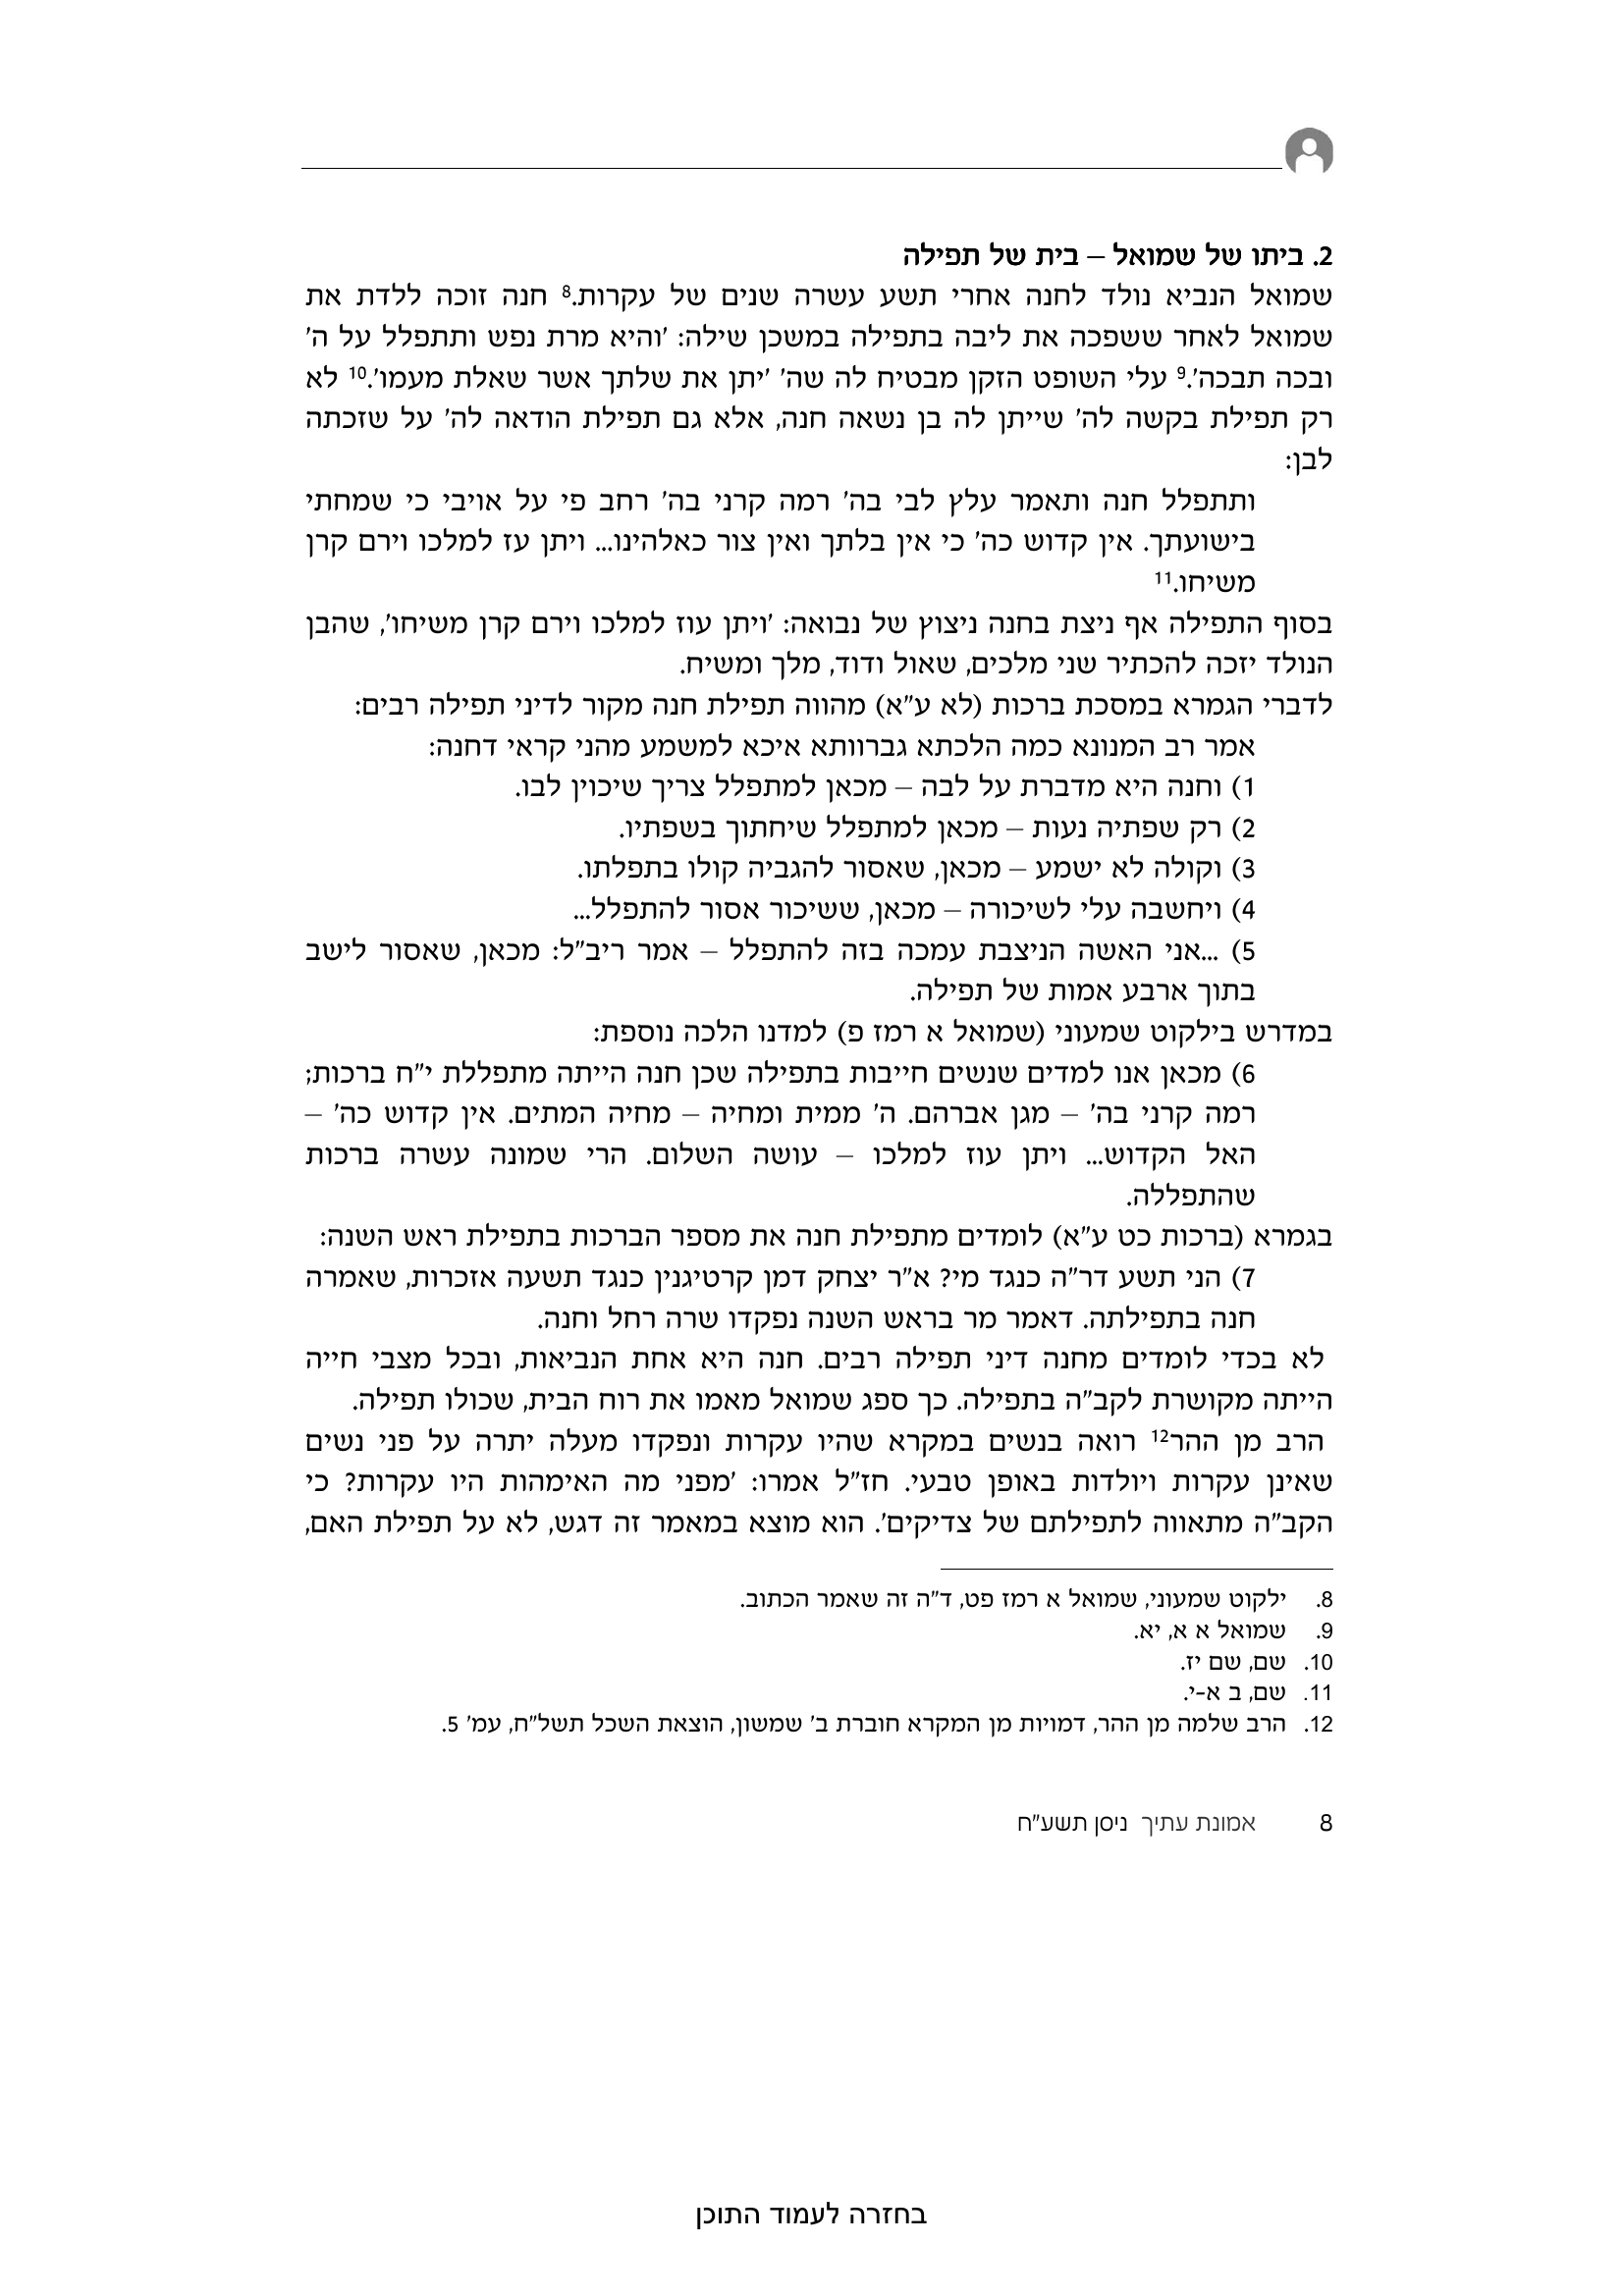 2. ביתו של שמואל – בית של תפילה
שמואל הנביא נולד לחנה אחרי תשע עשרה שנים של עקרות.8 חנה זוכה ללדת את
שמואל לאחר ששפכה את ליבה בתפילה במשכן שילה: 'והיא מרת נפש ותתפלל על ה'
ובכה תבכה'.9 עלי השופט הזקן מבטיח לה שה' 'יתן את שלתך אשר שאלת מעמו'.10 לא
רק תפילת בקשה לה' שייתן לה בן נשאה חנה, אלא גם תפילת הודאה לה' על שזכתה
לבן:
ותתפלל חנה ותאמר עלץ לבי בה' רמה קרני בה' רחב פי על אויבי כי שמחתי
בישועתך. אין קדוש כה' כי אין בלתך ואין צור כאלהינו... ויתן עז למלכו וירם קרן
משיחו.11
בסוף התפילה אף ניצת בחנה ניצוץ של נבואה: 'ויתן עוז למלכו וירם קרן משיחו', שהבן
הנולד יזכה להכתיר שני מלכים, שאול ודוד, מלך ומשיח.
לדברי הגמרא במסכת ברכות (לא ע"א) מהווה תפילת חנה מקור לדיני תפילה רבים:
אמר רב המנונא כמה הלכתא גברוותא איכא למשמע מהני קראי דחנה:
1) וחנה היא מדברת על לבה – מכאן למתפלל צריך שיכוין לבו.
2) רק שפתיה נעות – מכאן למתפלל שיחתוך בשפתיו.
3) וקולה לא ישמע – מכאן, שאסור להגביה קולו בתפלתו.
4) ויחשבה עלי לשיכורה – מכאן, ששיכור אסור להתפלל...
5) ...אני האשה הניצבת עמכה בזה להתפלל – אמר ריב"ל: מכאן, שאסור לישב
בתוך ארבע אמות של תפילה.
במדרש בילקוט שמעוני (שמואל א רמז פ) למדנו הלכה נוספת:
6) מכאן אנו למדים שנשים חייבות בתפילה שכן חנה הייתה מתפללת י"ח ברכות;
רמה קרני בה' – מגן אברהם. ה' ממית ומחיה – מחיה המתים. אין קדוש כה' –
האל הקדוש... ויתן עוז למלכו – עושה השלום. הרי שמונה עשרה ברכות
שהתפללה.
בגמרא (ברכות כט ע"א) לומדים מתפילת חנה את מספר הברכות בתפילת ראש השנה:
7) הני תשע דר"ה כנגד מי? א"ר יצחק דמן קרטיגנין כנגד תשעה אזכרות, שאמרה
חנה בתפילתה. דאמר מר בראש השנה נפקדו שרה רחל וחנה.
לא בכדי לומדים מחנה דיני תפילה רבים. חנה היא אחת הנביאות, ובכל מצבי חייה
הייתה מקושרת לקב"ה בתפילה. כך ספג שמואל מאמו את רוח הבית, שכולו תפילה.
הרב מן ההר12 רואה בנשים במקרא שהיו עקרות ונפקדו מעלה יתרה על פני נשים
שאינן עקרות ויולדות באופן טבעי. חז"ל אמרו: 'מפני מה האימהות היו עקרות? כי
הקב"ה מתאווה לתפילתם של צדיקים'. הוא מוצא במאמר זה דגש, לא על תפילת האם,
8. ילקוט שמעוני, שמואל א רמז פט, ד"ה זה שאמר הכתוב.
9. שמואל א א, יא.
10. שם, שם יז.
11. שם, ב א-י.
12. הרב שלמה מן ההר, דמויות מן המקרא חוברת ב' שמשון, הוצאת השכל תשל"ח, עמ' 5.
8 אמונת עתיך ניסן תשע"ח
בחזרה לעמוד התוכן